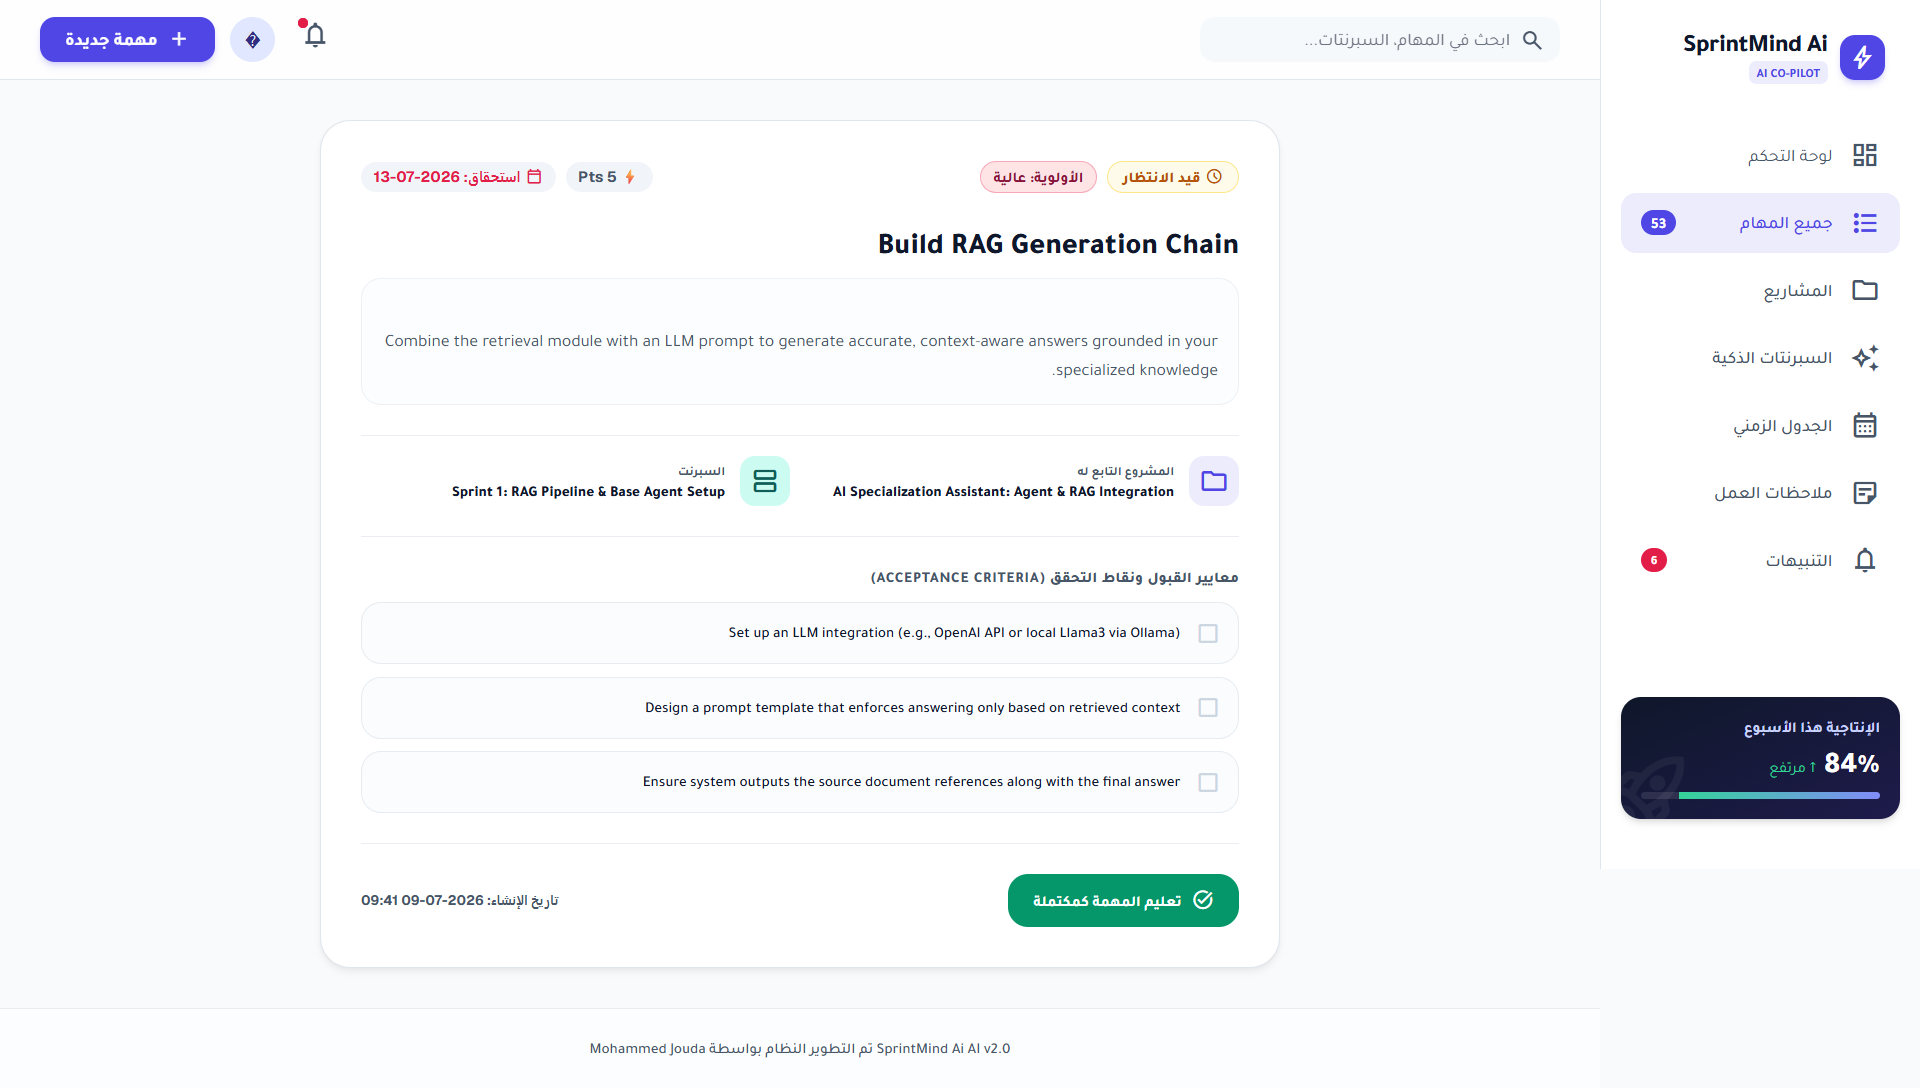 SprintMind Ai
AI CO-PILOT
لوحة التحكم
جميع المهام 53
المشاريع
السبرنتات الذكية
الجدول الزمني
ملاحظات العمل
التنبيهات 6
الإنتاجية هذا الأسبوع
84% ↑ مرتفع
ابحث في المهام، السبرنتات...
مهمة جديدة
قيد الانتظار
الأولوية: عالية
5 Pts
استحقاق: 2026-07-13
Build RAG Generation Chain
Combine the retrieval module with an LLM prompt to generate accurate, context-aware answers grounded in your
specialized knowledge.
المشروع التابع له
AI Specialization Assistant: Agent & RAG Integration
السبرنت
Sprint 1: RAG Pipeline & Base Agent Setup
معايير القبول ونقاط التحقق (ACCEPTANCE CRITERIA)
Set up an LLM integration (e.g., OpenAI API or local Llama3 via Ollama)
Design a prompt template that enforces answering only based on retrieved context
Ensure system outputs the source document references along with the final answer
تعليم المهمة كمكتملة
تاريخ الإنشاء: 2026-07-09 09:41
SprintMind Ai AI v2.0 تم التطوير النظام بواسطة Mohammed Jouda